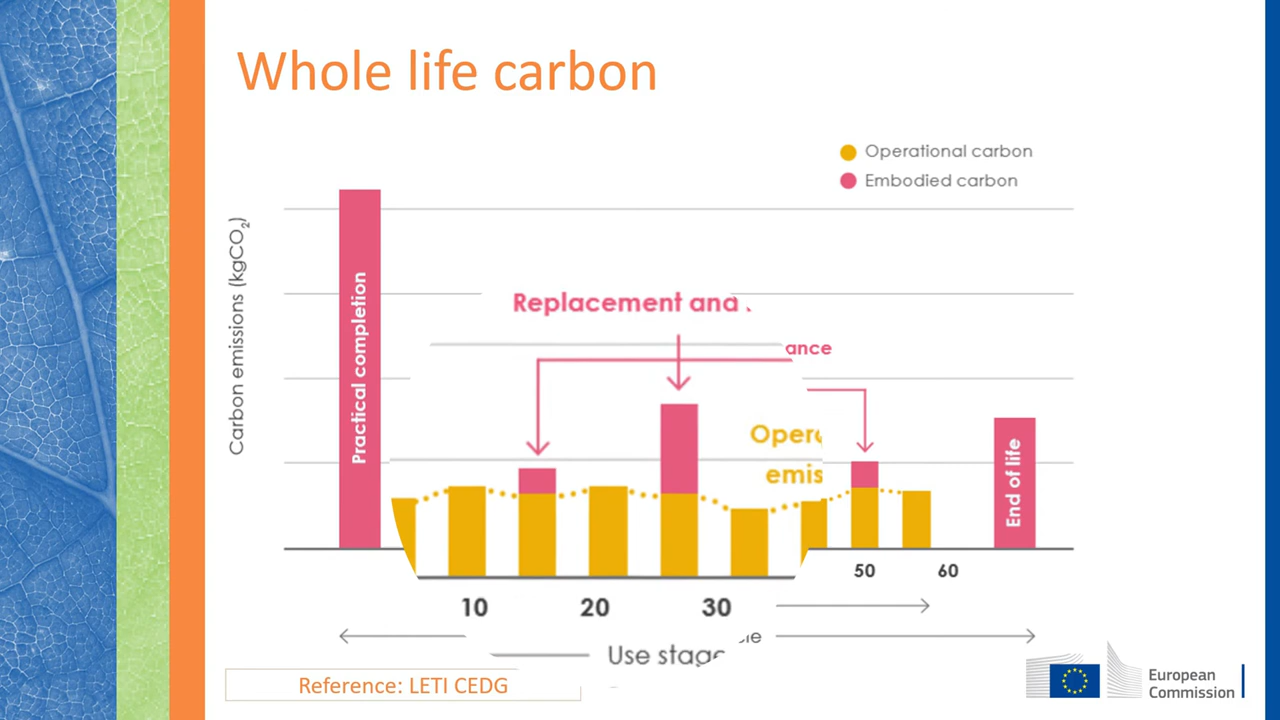 Whole life carbon
Operational carbon
Embodied carbon
Carbon emissions (kgCO2)
Practical completion
Replacement and
ance
Opera
emis
End of life
10 20 30 50 60
Use stage
Reference: LETI CEDG
European
Commission